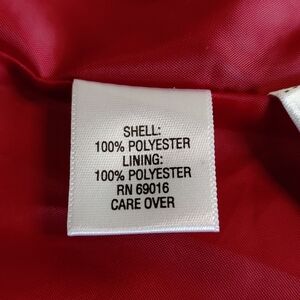 SHELL:
100% POLYESTER
LINING:
100% POLYESTER
RN 69016
CARE OVER